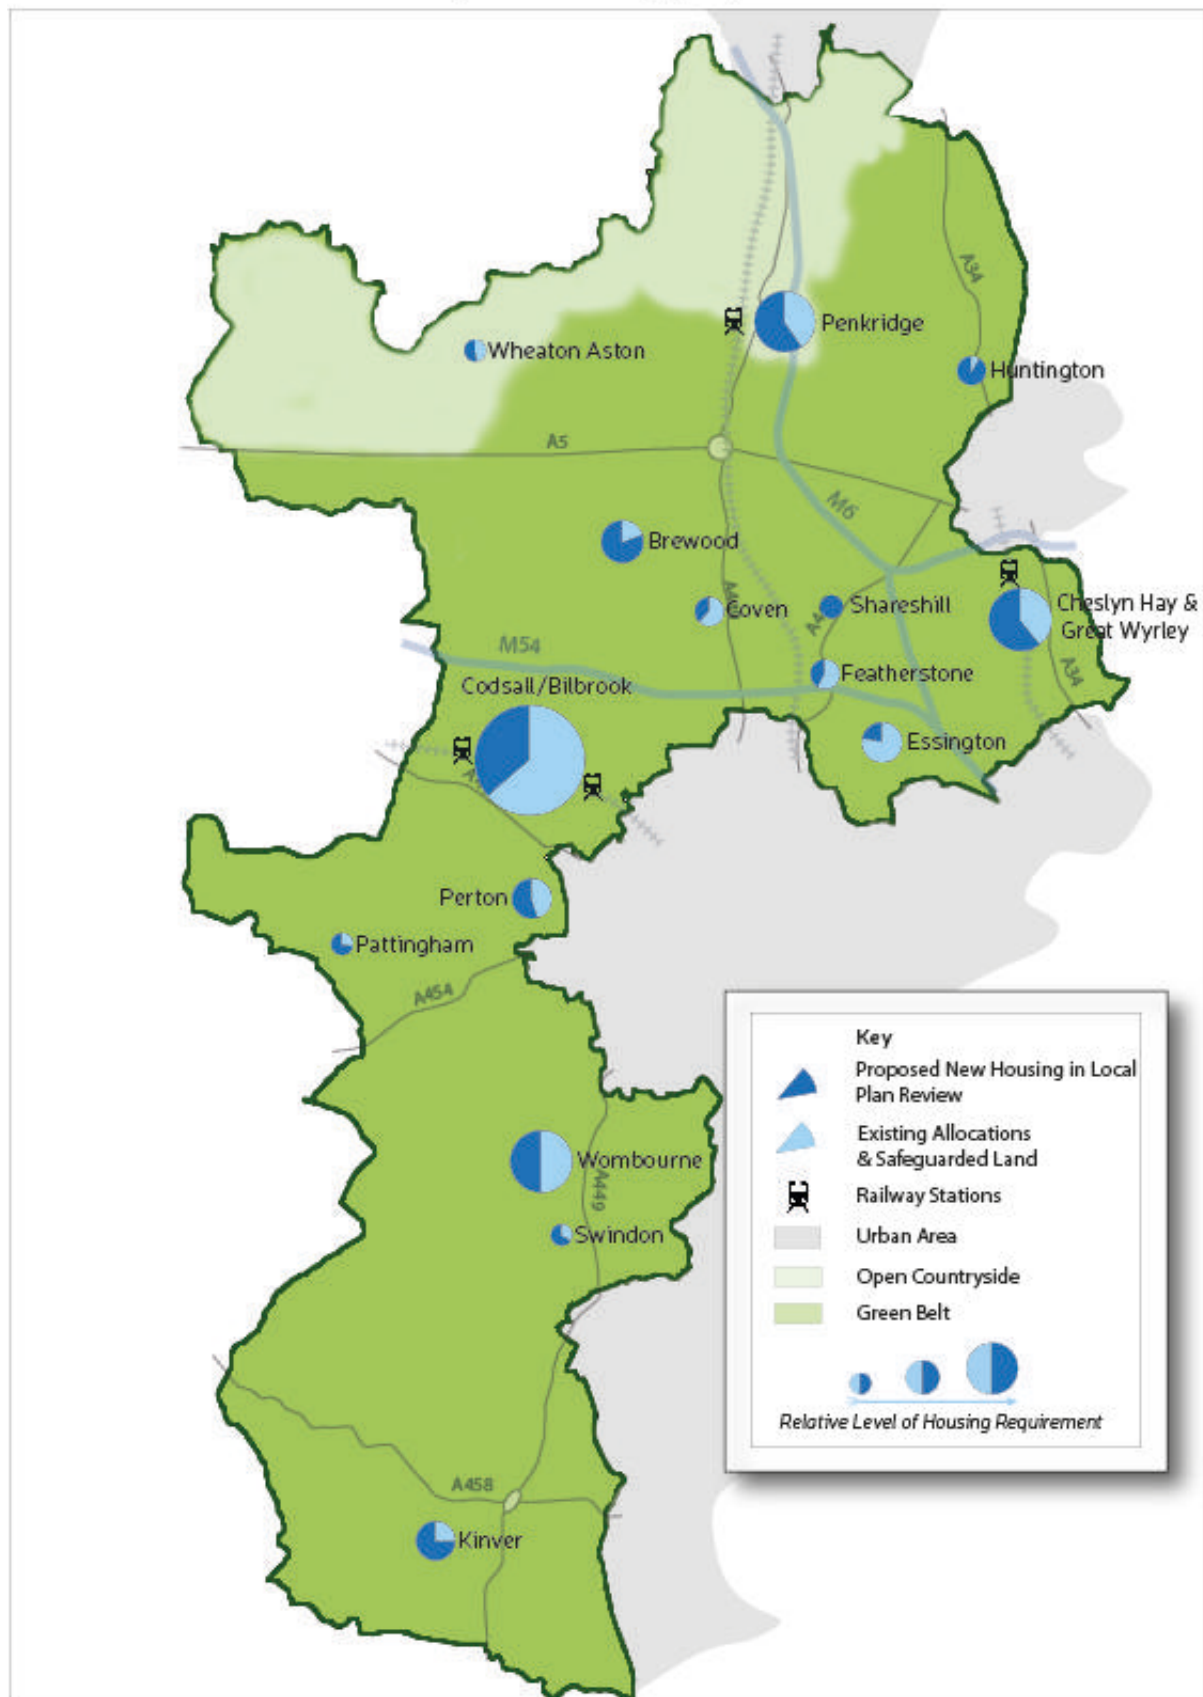 A34
Penkridge
Wheaton Aston
Huntington
A5
M6
Brewood
Coven
Shareshill
Cheslyn Hay &
Great Wyrley
M54
Featherstone
A34
Codsall/Bilbrook
Essington
Perton
Pattingham
A454
Wombourne
A449
Swindon
A458
Kinver
Key
Proposed New Housing in Local
Plan Review
Existing Allocations
& Safeguarded Land
Railway Stations
Urban Area
Open Countryside
Green Belt
Relative Level of Housing Requirement